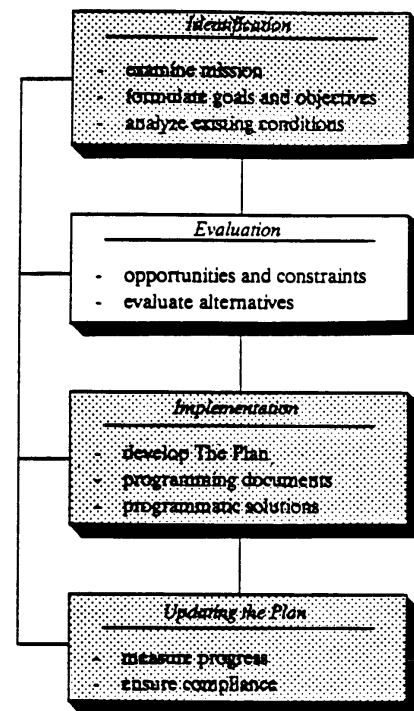 Identification
- examine mission
- formulate goals and objectives
- analyze existing conditions
Evaluation
- opportunities and constraints
- evaluate alternatives
Implementation
- develop The Plan
- programming documents
- programmatic solutions
Updating the Plan
- measure progress
- ensure compliance